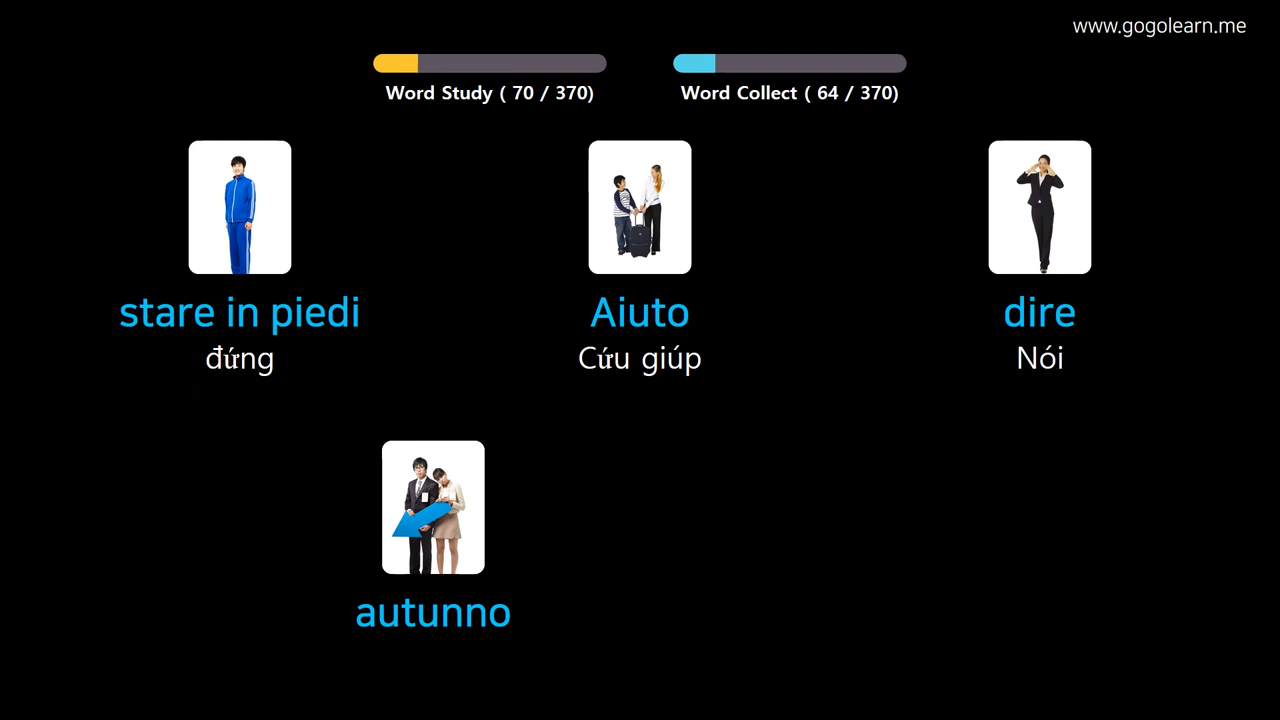 www.gogolearn.me
Word Study ( 70 / 370)
Word Collect ( 64 / 370)
stare in piedi
đứng
Aiuto
Cứu giúp
dire
Nói
autunno